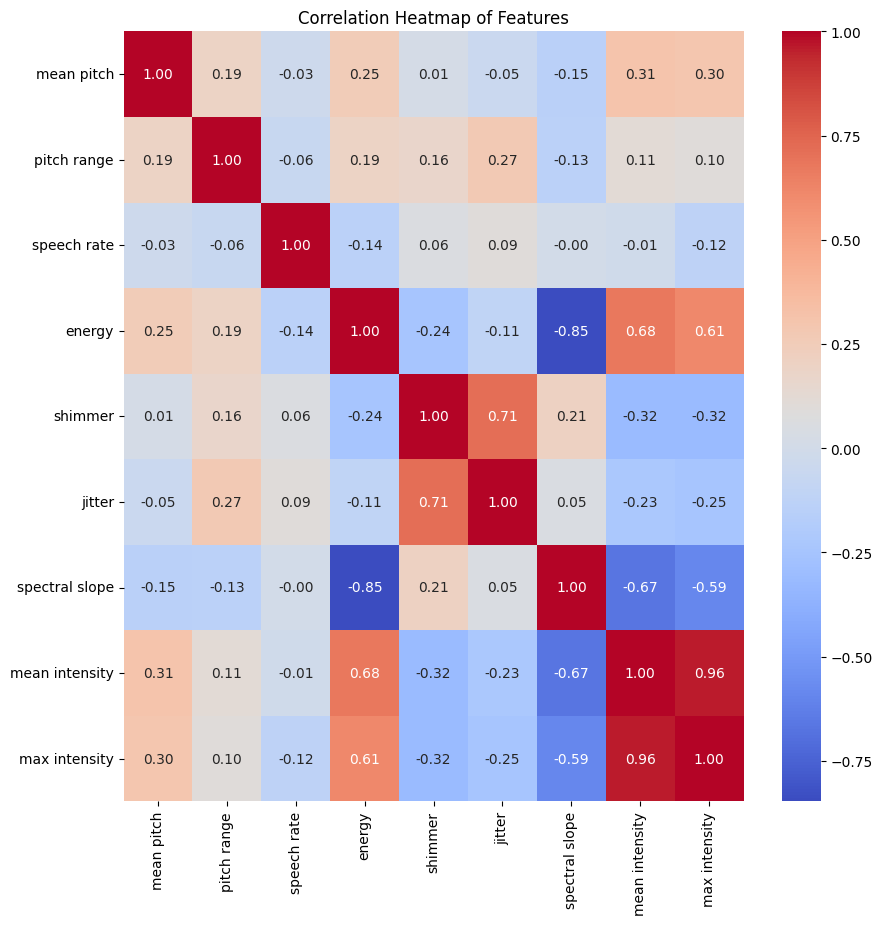 Correlation Heatmap of Features
mean pitch 1.00 0.19 -0.03 0.25 0.01 -0.05 -0.15 0.31 0.30
pitch range 0.19 1.00 -0.06 0.19 0.16 0.27 -0.13 0.11 0.10
speech rate -0.03 -0.06 1.00 -0.14 0.06 0.09 -0.00 -0.01 -0.12
energy 0.25 0.19 -0.14 1.00 -0.24 -0.11 -0.85 0.68 0.61
shimmer 0.01 0.16 0.06 -0.24 1.00 0.71 0.21 -0.32 -0.32
jitter -0.05 0.27 0.09 -0.11 0.71 1.00 0.05 -0.23 -0.25
spectral slope -0.15 -0.13 -0.00 -0.85 0.21 0.05 1.00 -0.67 -0.59
mean intensity 0.31 0.11 -0.01 0.68 -0.32 -0.23 -0.67 1.00 0.96
max intensity 0.30 0.10 -0.12 0.61 -0.32 -0.25 -0.59 0.96 1.00
mean pitch
pitch range
speech rate
energy
shimmer
jitter
spectral slope
mean intensity
max intensity
1.00
0.75
0.50
0.25
0.00
-0.25
-0.50
-0.75